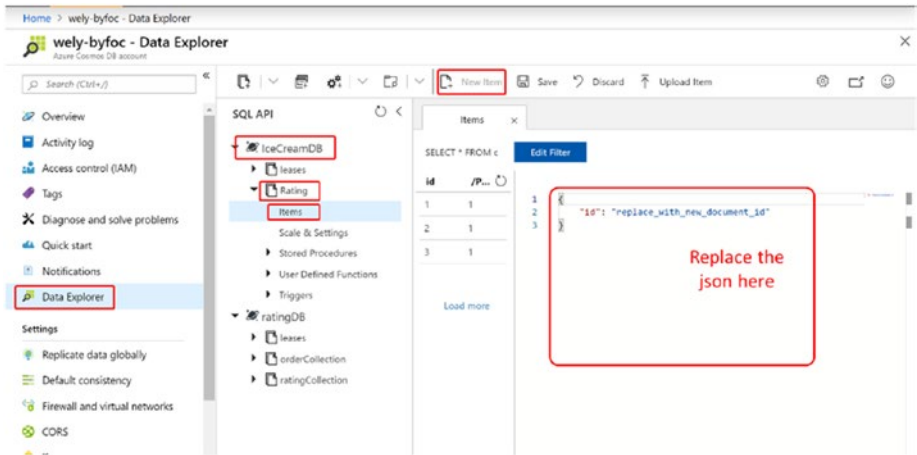 Home > wely-byfoc - Data Explorer
wely-byfoc - Data Explorer
Azure Cosmos DB account
Search (Ctrl+/)
Overview
Activity log
Access control (IAM)
Tags
Diagnose and solve problems
Quick start
Notifications
Data Explorer
Settings
Replicate data globally
Default consistency
Firewall and virtual networks
CORS
New Item
Save
Discard
Upload Item
SQL API
IceCreamDB
leases
Rating
Items
Scale & Settings
Stored Procedures
User Defined Functions
Triggers
ratingDB
leases
orderCollection
ratingCollection
Items
SELECT * FROM c
Edit Filter
id /P...
1 1
2 1
3 1
Load more
1 {
2 "id": "replace_with_new_document_id"
3 }
Replace the
json here